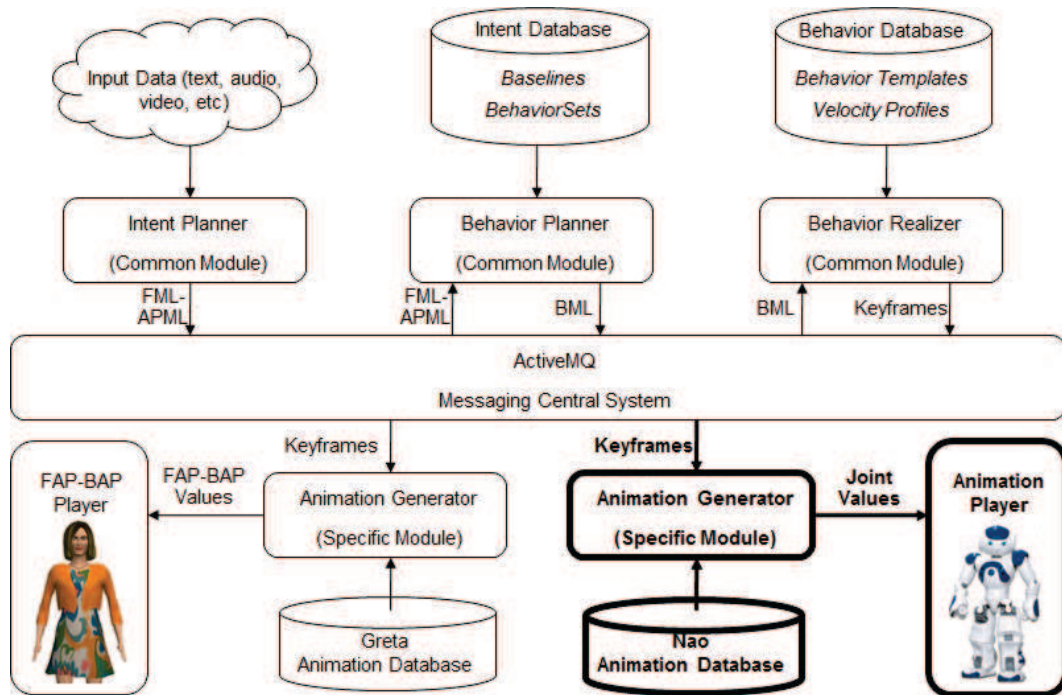 Input Data (text, audio,
video, etc)
Intent Database
Baselines
BehaviorSets
Behavior Database
Behavior Templates
Velocity Profiles
Intent Planner
(Common Module)
Behavior Planner
(Common Module)
Behavior Realizer
(Common Module)
FML-
APML
FML-
APML
BML
BML
Keyframes
ActiveMQ
Messaging Central System
Keyframes
Keyframes
FAP-BAP
Player
FAP-BAP
Values
Animation Generator
(Specific Module)
Animation Generator
(Specific Module)
Joint
Values
Animation
Player
Greta
Animation Database
Nao
Animation Database